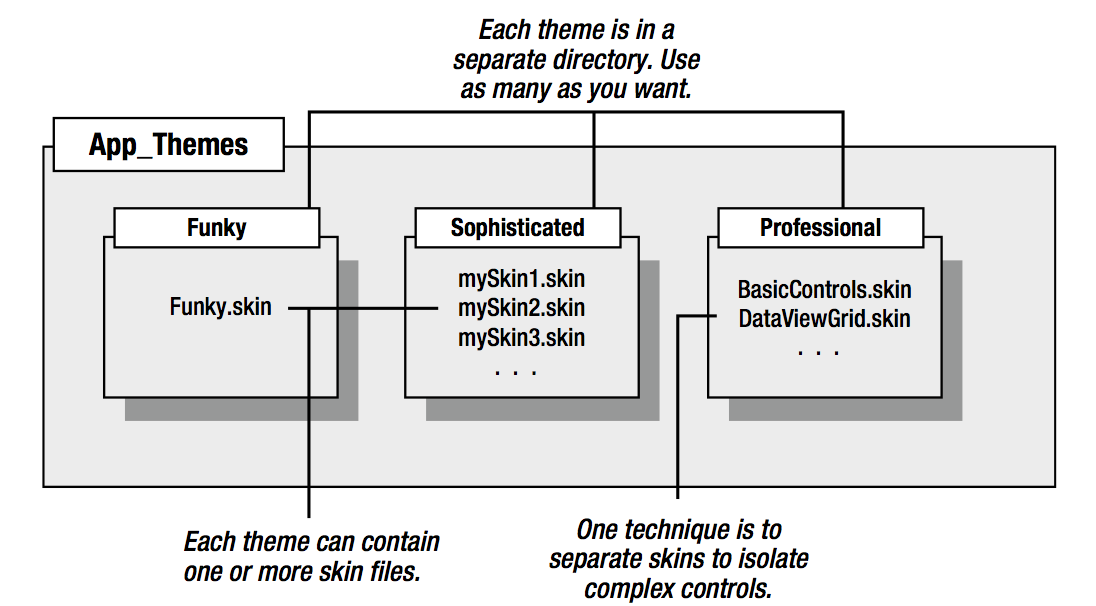 Each theme is in a
separate directory. Use
as many as you want.
App_Themes
Funky
Funky.skin
Sophisticated
mySkin1.skin
mySkin2.skin
mySkin3.skin
. . .
Professional
BasicControls.skin
DataViewGrid.skin
. . .
Each theme can contain
one or more skin files.
One technique is to
separate skins to isolate
complex controls.